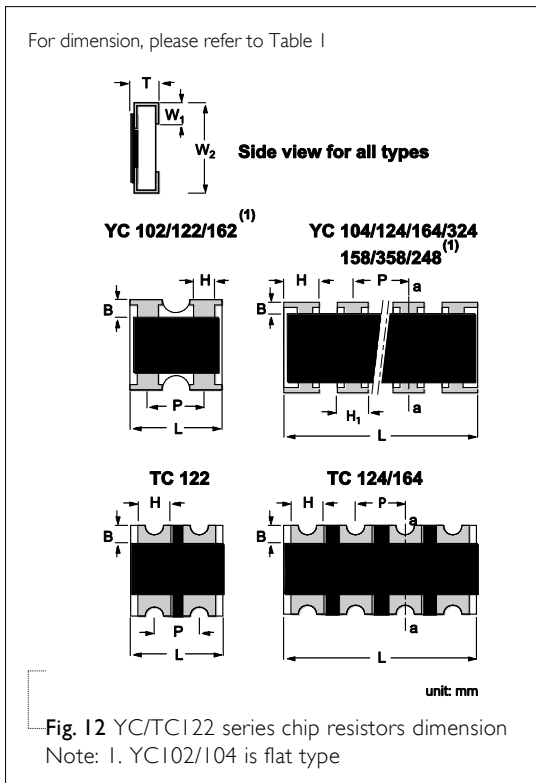 For dimension, please refer to Table 1
T
W1
W2
Side view for all types
YC 102/122/162 (1)
YC 104/124/164/324
158/358/248 (1)
H
B
P
L
H
P
a
B
H1
a
L
TC 122
TC 124/164
H
B
P
L
H
P
a
B
a
L
unit: mm
Fig. 12 YC/TC122 series chip resistors dimension
Note: 1. YC102/104 is flat type